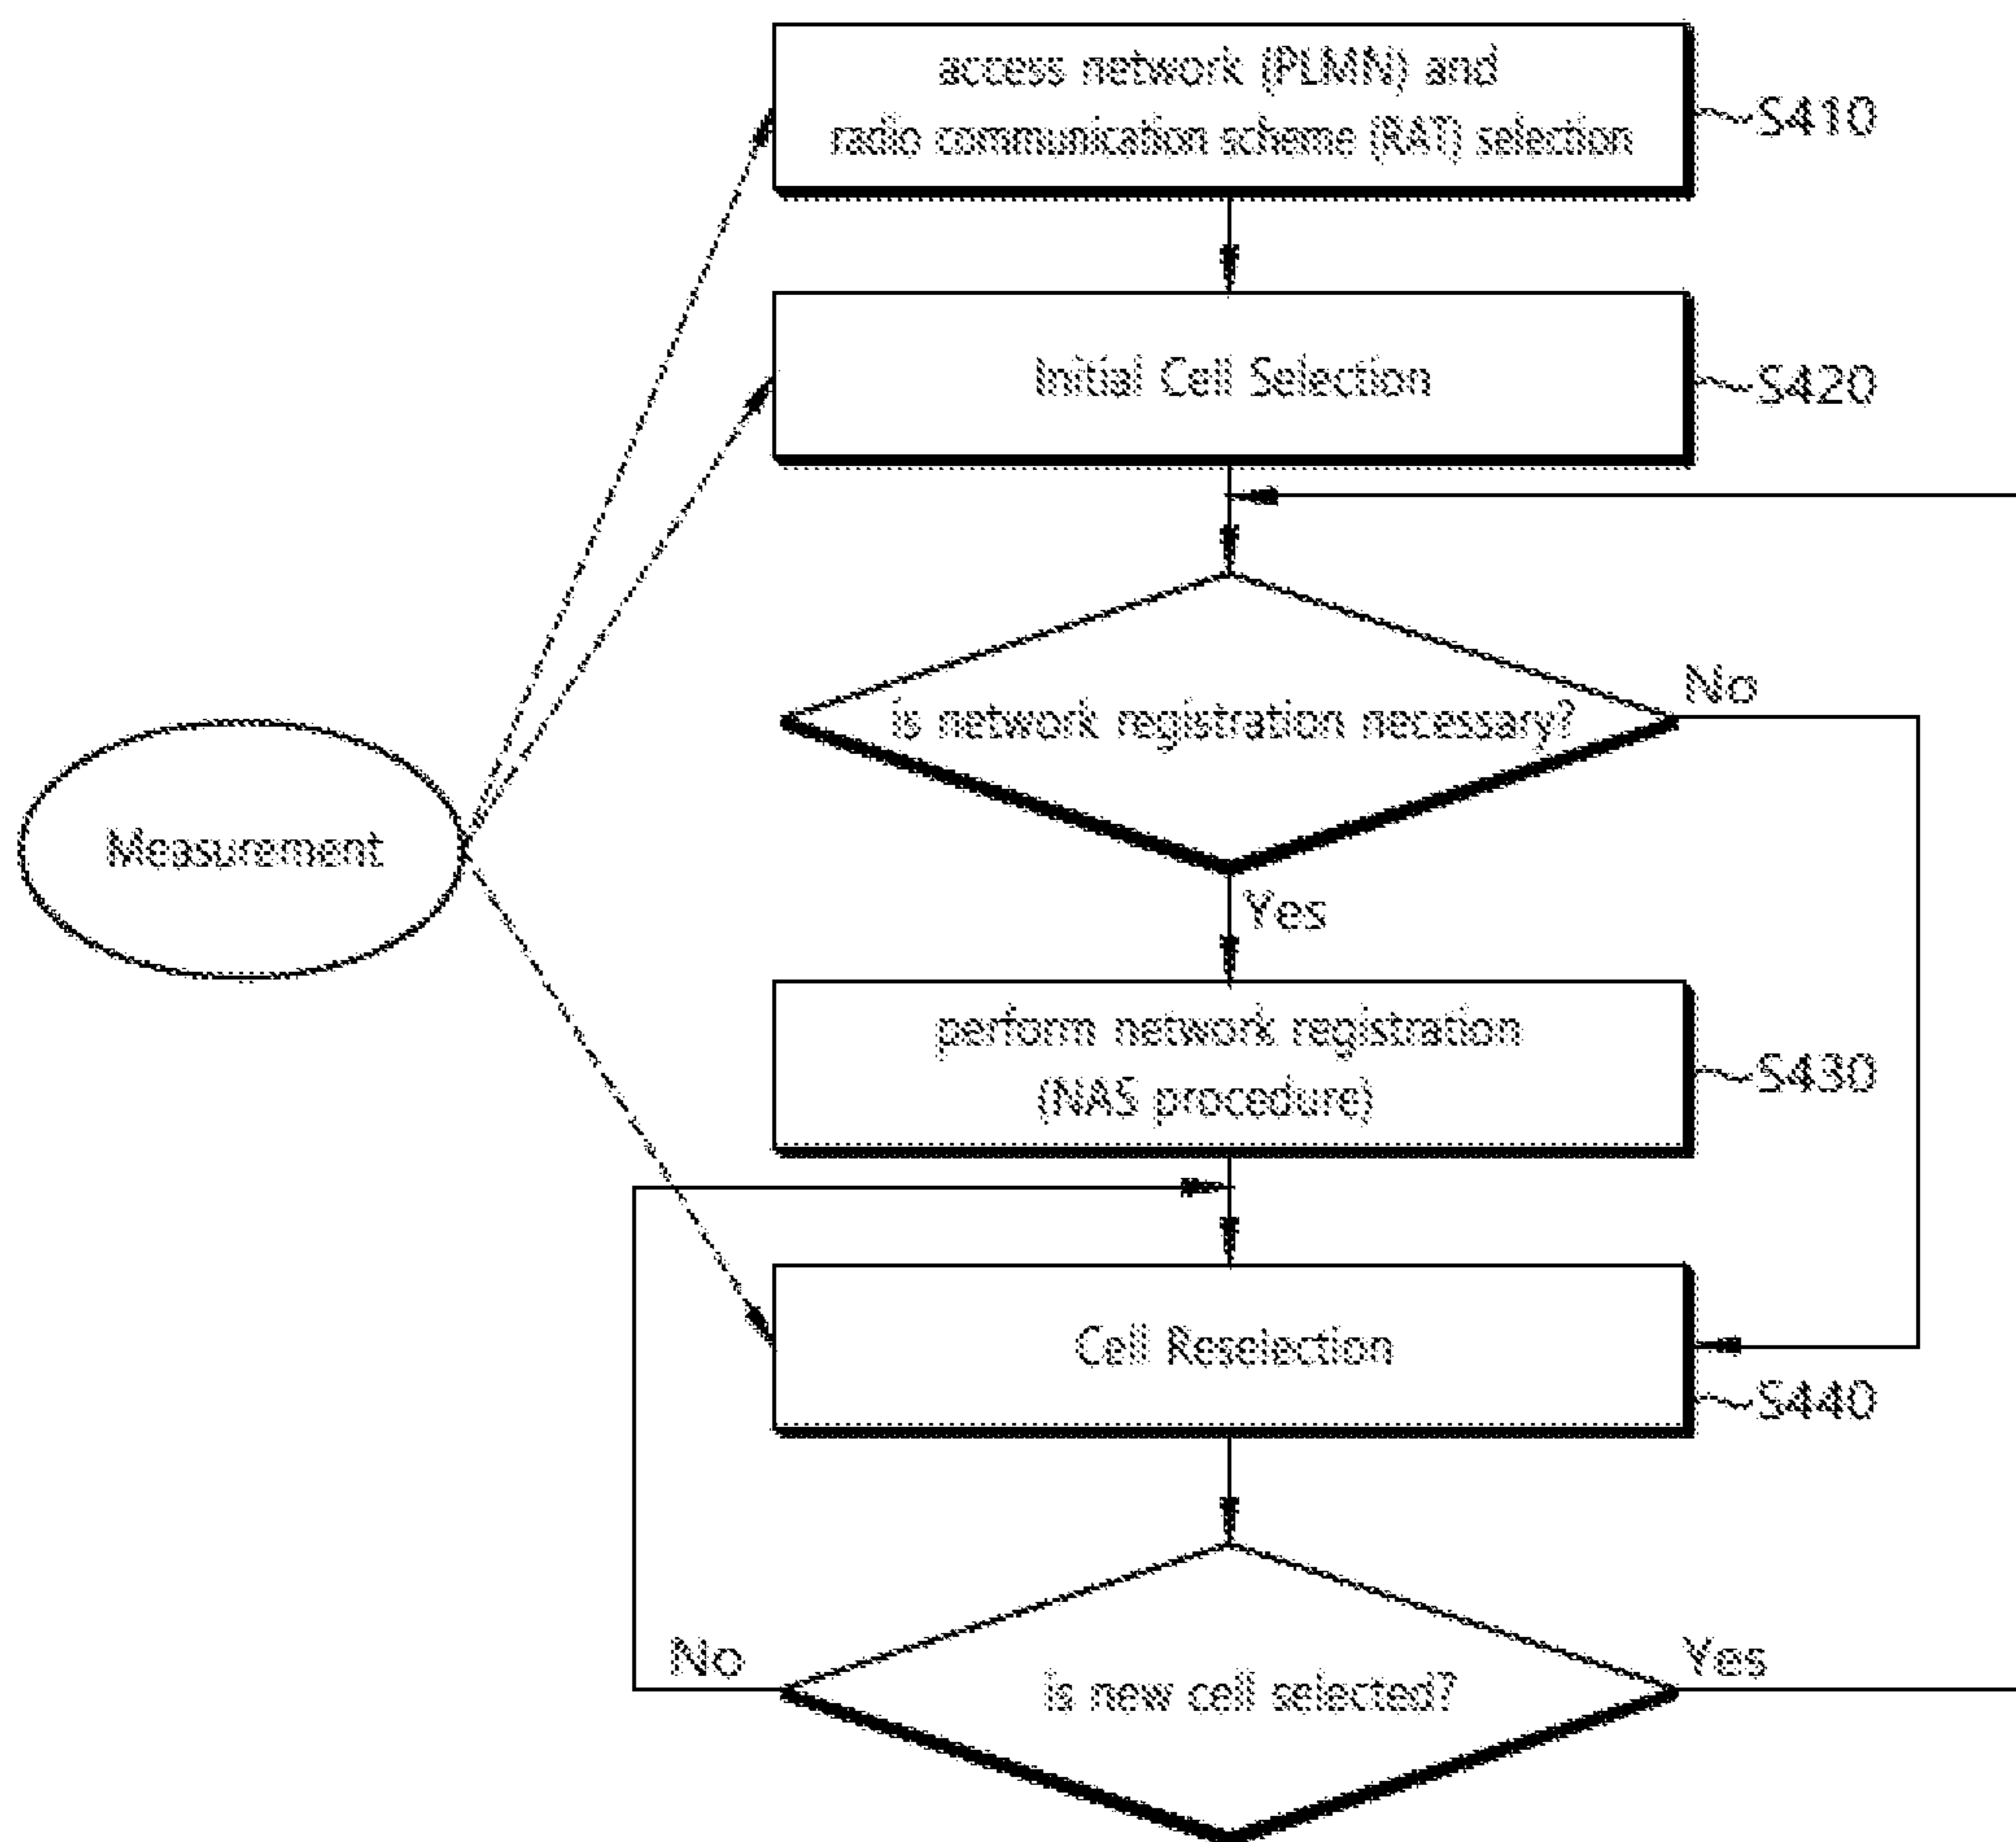 access network (PLMN) and
radio communication scheme (RAT) selection
S410
Initial Cell Selection
S420
is network registration necessary?
No
Measurement
Yes
perform network registration
(NAS procedure)
S430
Cell Reselection
S440
No
is new cell selected?
Yes